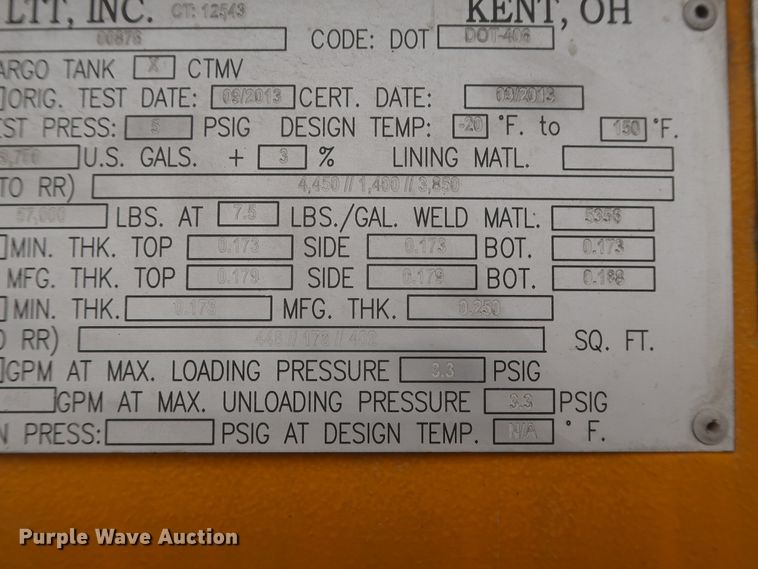 LTT, INC. CT: 12543 KENT, OH
00876 CODE: DOT DOT-406
ARGO TANK X CTMV
ORIG. TEST DATE: 09/2013 CERT. DATE: 09/2013
EST PRESS: 5 PSIG DESIGN TEMP: -20 °F. to 150 °F.
U.S. GALS. + 3 % LINING MATL.
TO RR) 4,450 // 1,400 // 3,850
57,000 LBS. AT 7.5 LBS./GAL. WELD MATL: 5356
MIN. THK. TOP 0.173 SIDE 0.173 BOT. 0.173
MFG. THK. TOP 0.179 SIDE 0.179 BOT.
MIN. THK. 0.173 MFG. THK. 0.250
O RR) SQ. FT.
GPM AT MAX. LOADING PRESSURE 3.3 PSIG
GPM AT MAX. UNLOADING PRESSURE 3.3 PSIG
N PRESS: PSIG AT DESIGN TEMP. N/A ° F.
Purple Wave Auction